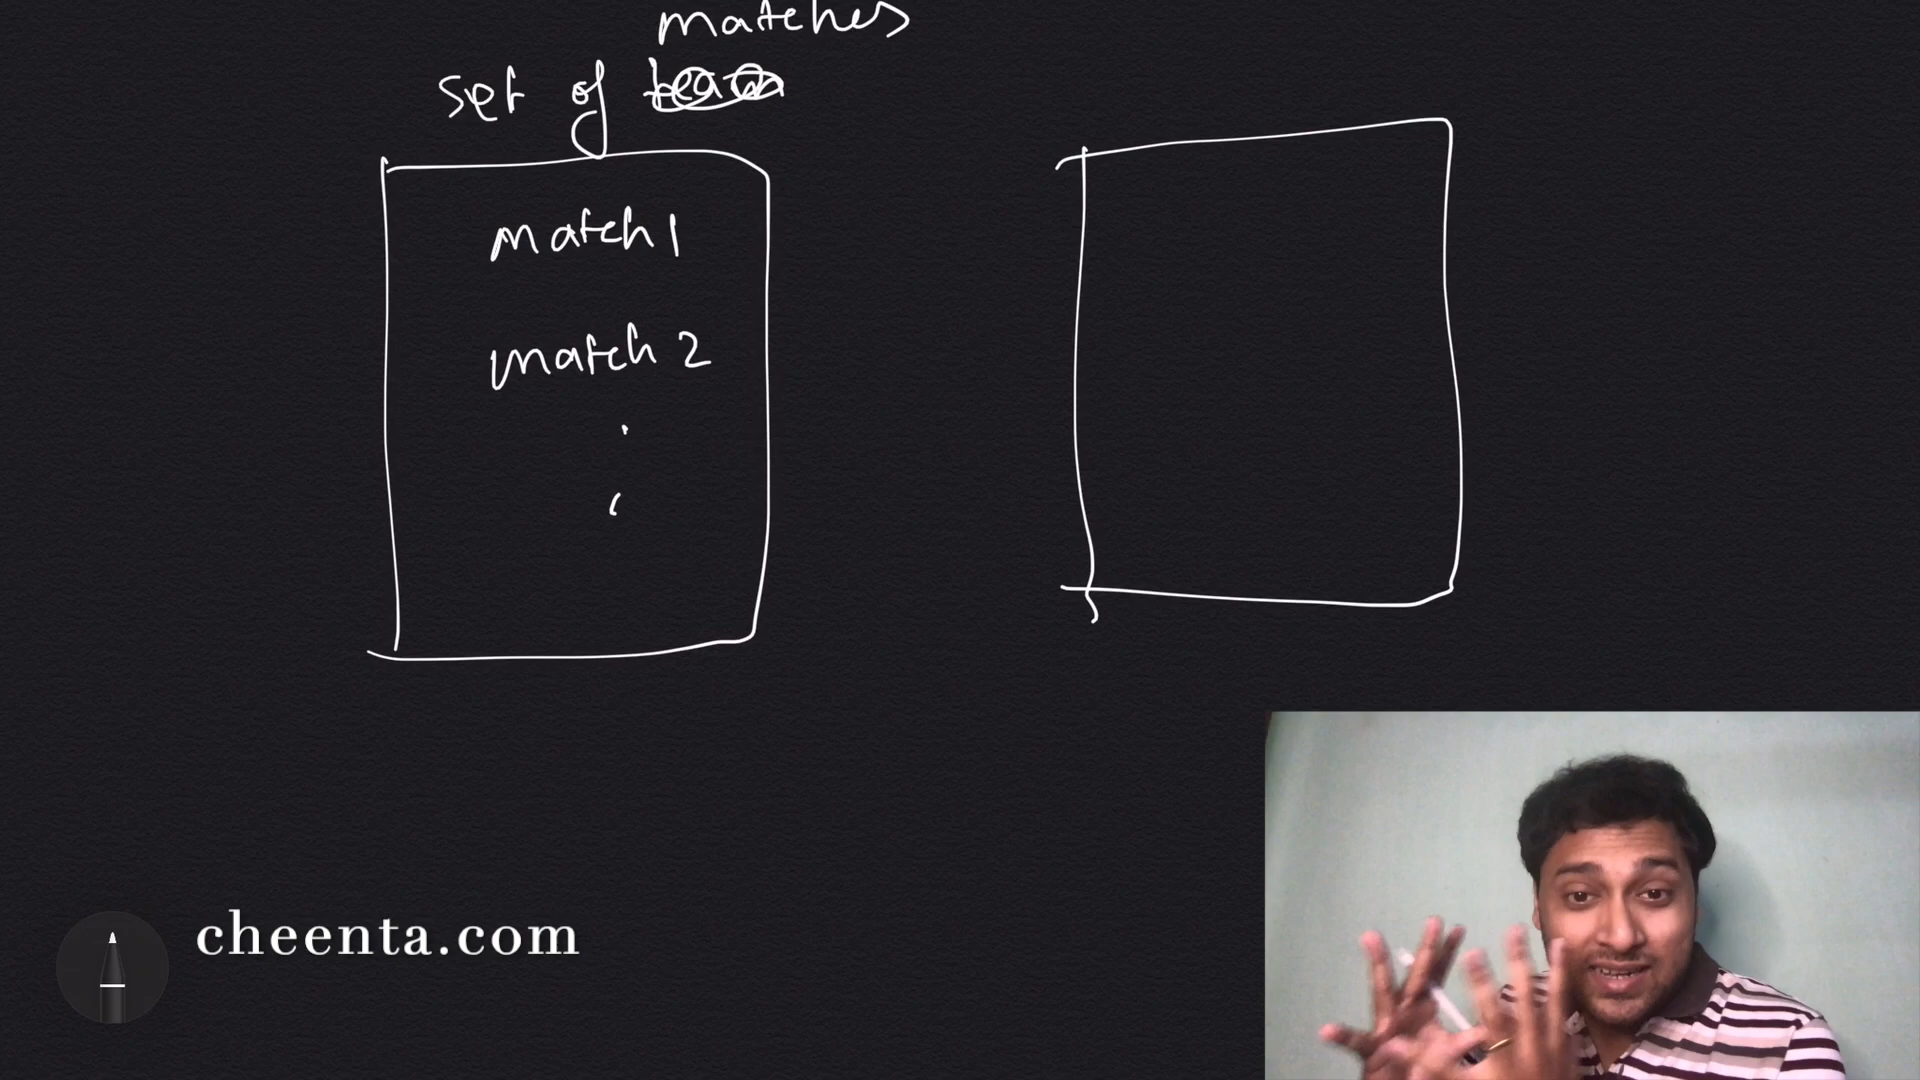 matches
set of
match 1
match 2
cheenta.com